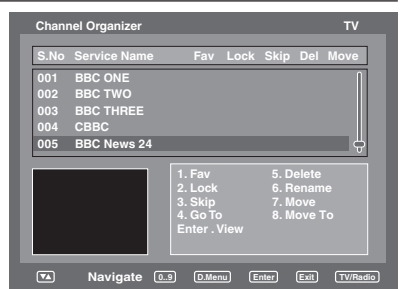 Channel Organizer TV
S.No Service Name Fav Lock Skip Del Move
001 BBC ONE
002 BBC TWO
003 BBC THREE
004 CBBC
005 BBC News 24
1. Fav 5. Delete
2. Lock 6. Rename
3. Skip 7. Move
4. Go To 8. Move To
Enter . View
Navigate 0..9 D.Menu Enter Exit TV/Radio